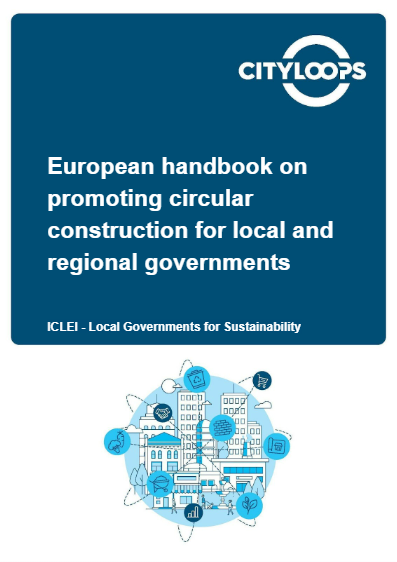 CITYLOOPS
European handbook on
promoting circular
construction for local and
regional governments
ICLEI - Local Governments for Sustainability